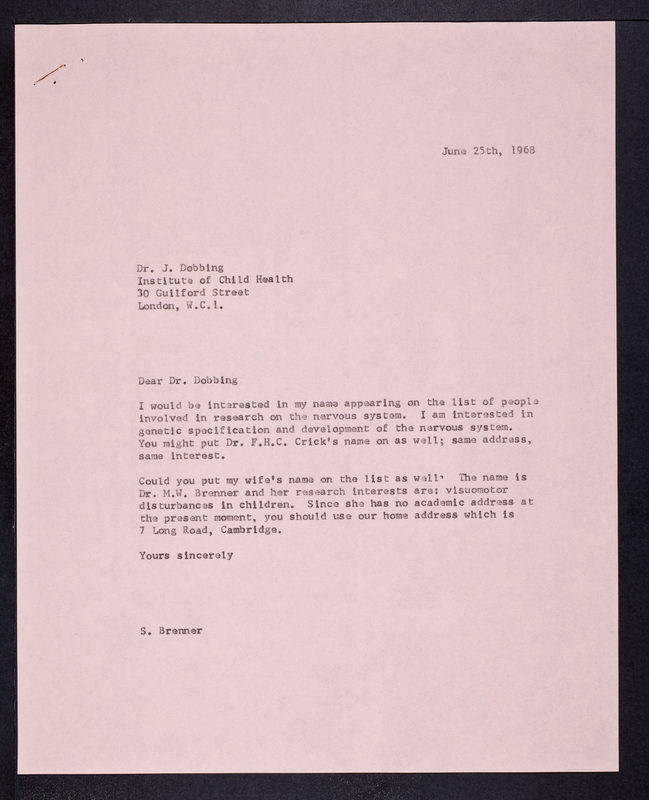 June 25th, 1968
Dr. J. Dobbing
Institute of Child Health
30 Guilford Street
London, W.C.1.
Dear Dr. Dobbing
I would be interested in my name appearing on the list of people
involved in research on the nervous system. I am interested in
genetic specification and development of the nervous system.
You might put Dr. F.H.C. Crick's name on as well; same address,
same interest.
Could you put my wife's name on the list as well? The name is
Dr. M.W. Brenner and her research interests are: visuomotor
disturbances in children. Since she has no academic address at
the present moment, you should use our home address which is
7 Long Road, Cambridge.
Yours sincerely
S. Brenner